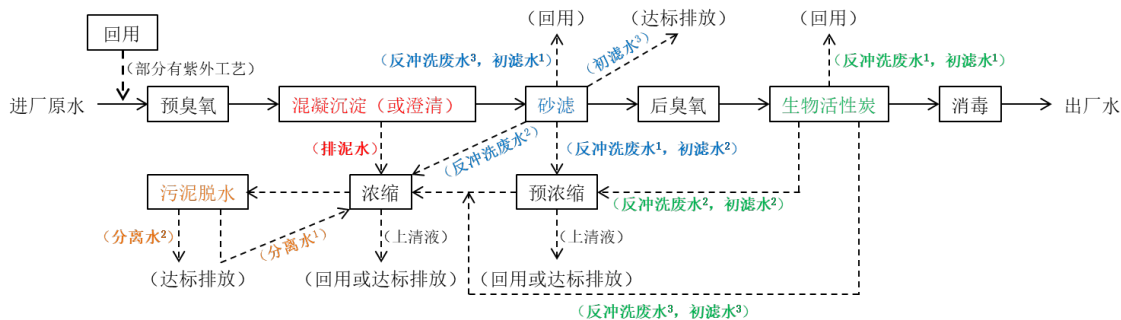 （回用）
（达标排放）
（回用）
回用
（部分有紫外工艺）
（反冲洗废水³，初滤水¹）
（初滤水³）
（反冲洗废水¹，初滤水¹）
进厂原水
预臭氧
混凝沉淀（或澄清）
砂滤
后臭氧
生物活性炭
消毒
出厂水
（排泥水）
（反冲洗废水²）
（反冲洗废水¹，初滤水²）
污泥脱水
浓缩
预浓缩
（反冲洗废水²，初滤水²）
（分离水²）
（分离水¹）
（上清液）
（上清液）
（达标排放）
（回用或达标排放）
（回用或达标排放）
（反冲洗废水³，初滤水³）